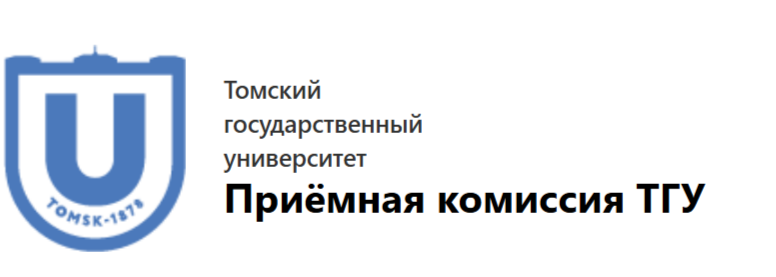 U
TOMSK-1878
Томский
государственный
университет
Приёмная комиссия ТГУ